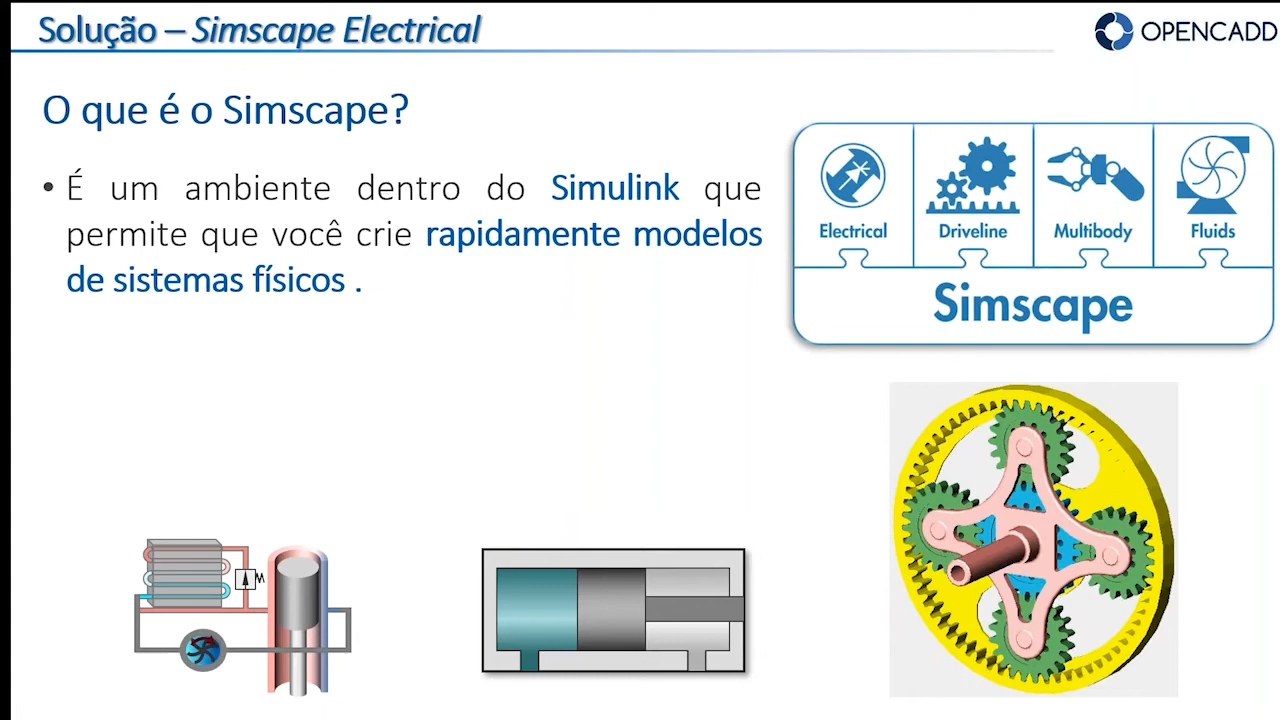 Solução – Simscape Electrical
OPENCADD
O que é o Simscape?
• É um ambiente dentro do Simulink que
permite que você crie rapidamente modelos
de sistemas físicos .
Electrical
Driveline
Multibody
Fluids
Simscape